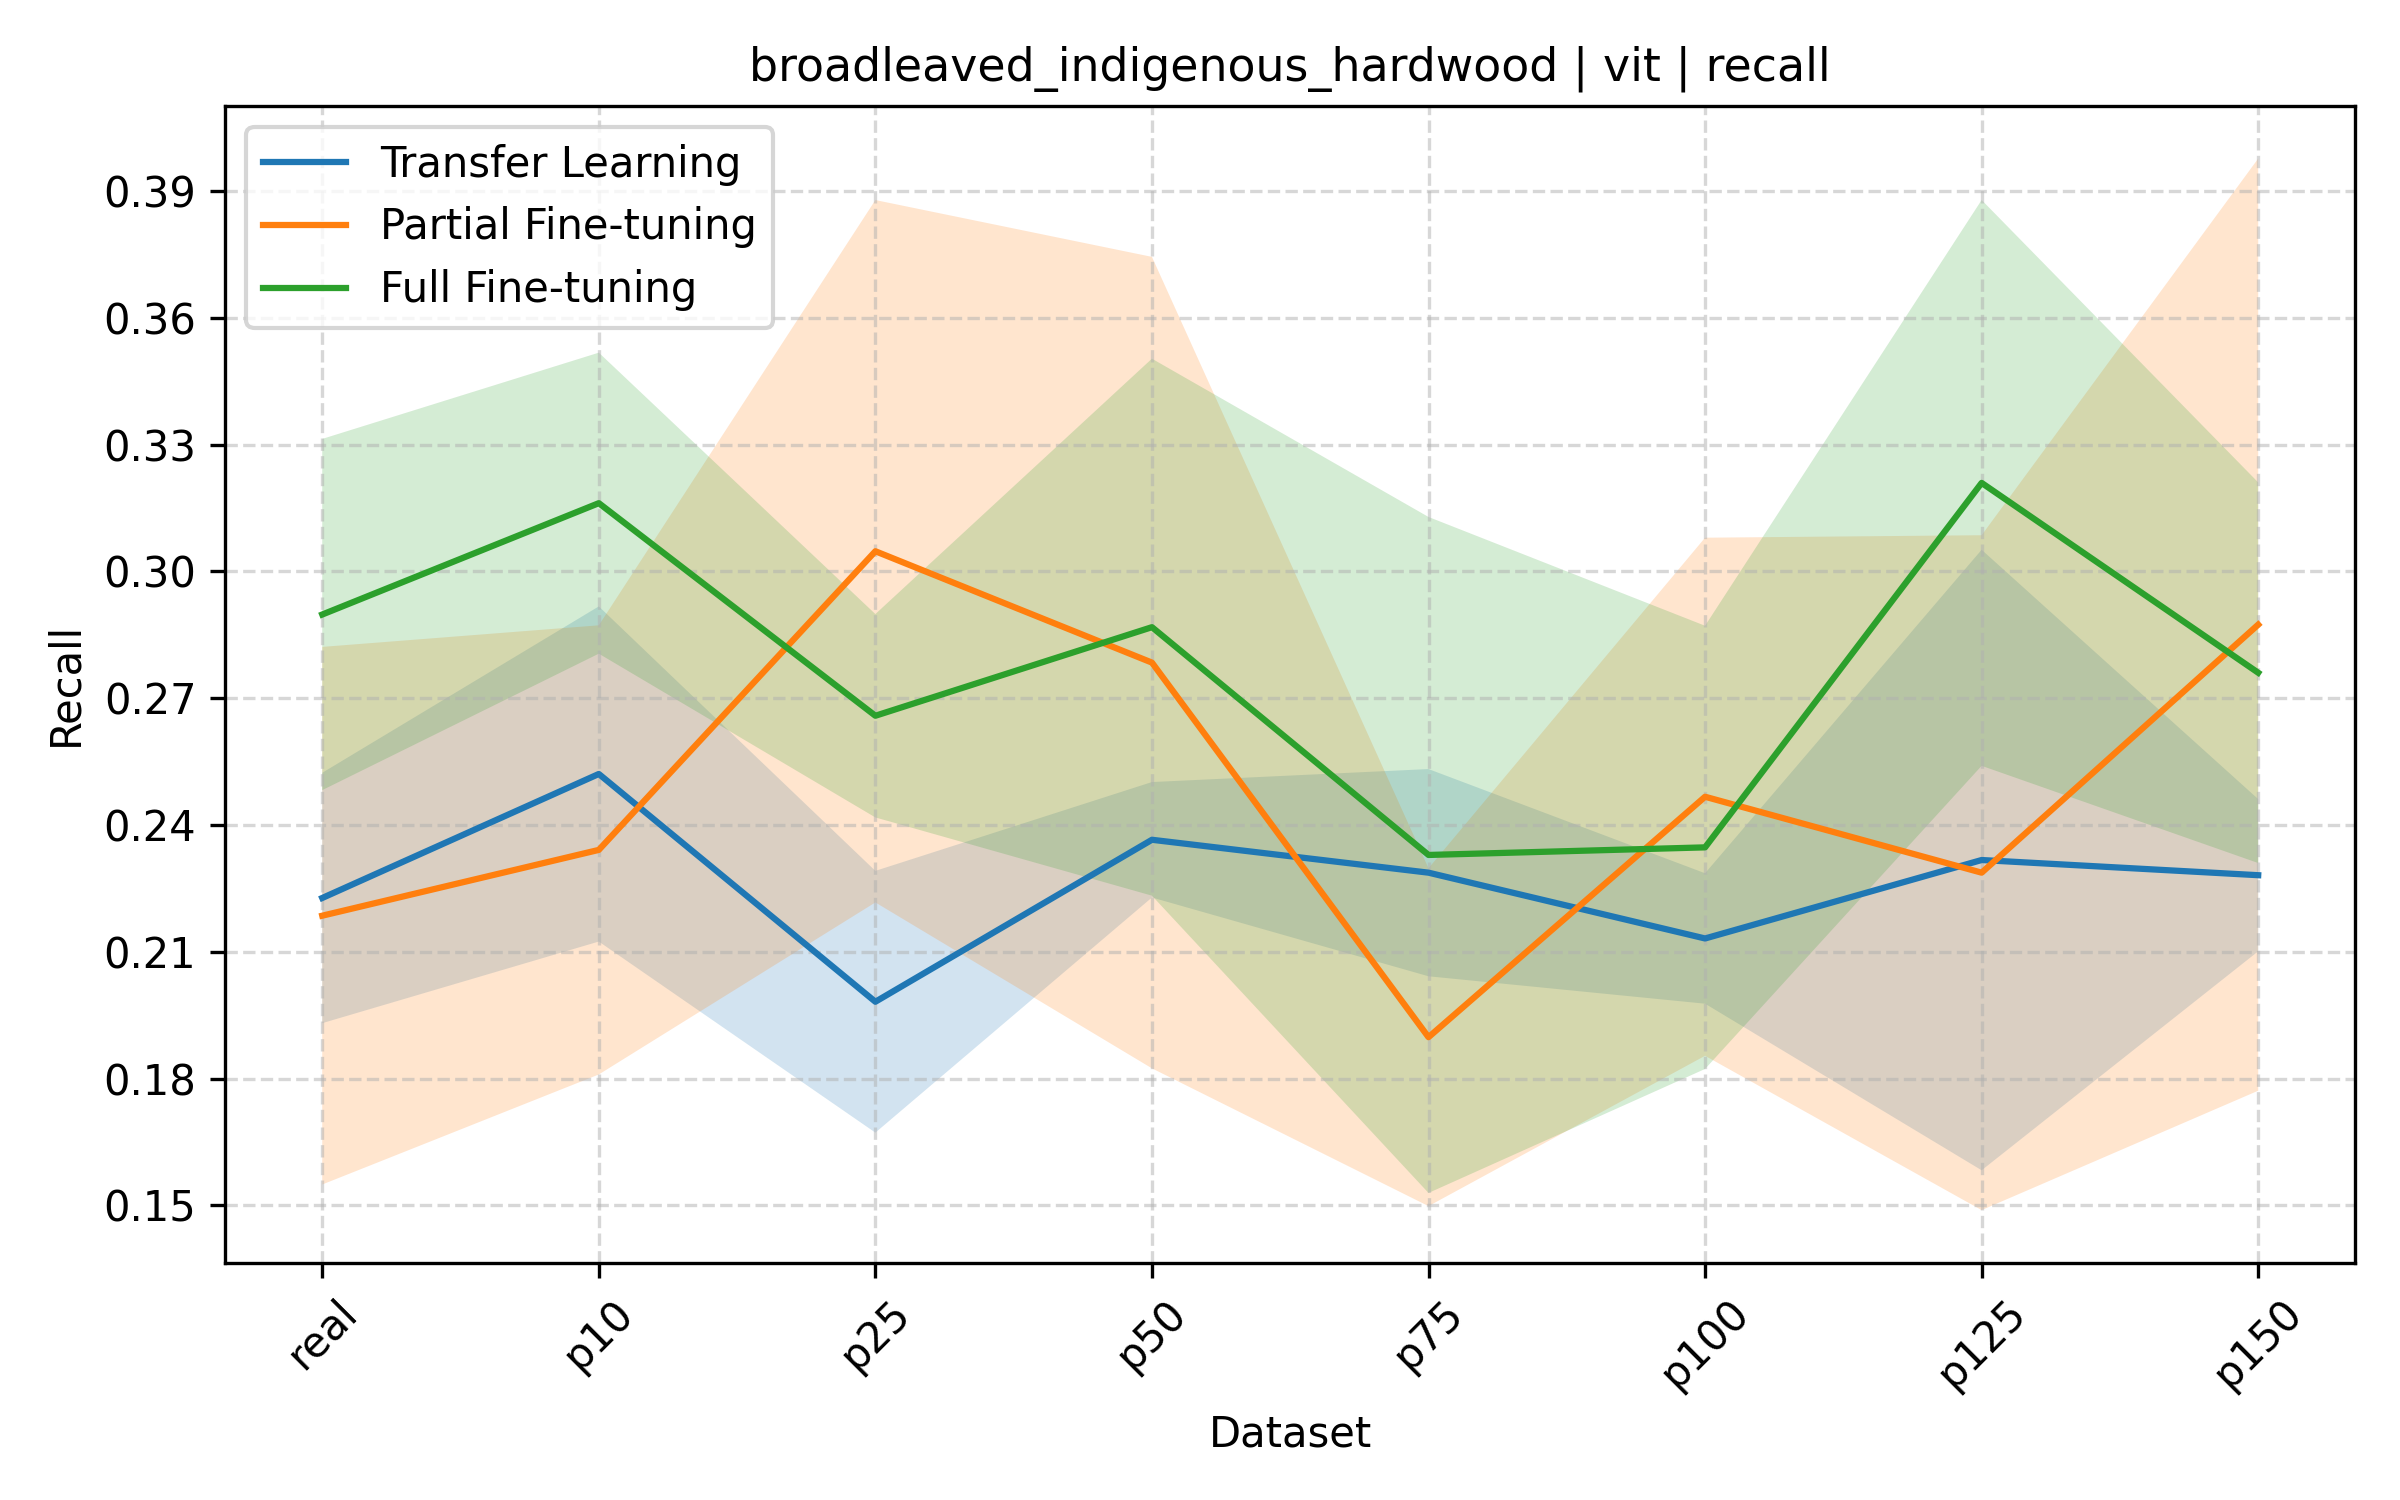 broadleaved_indigenous_hardwood | vit | recall
Transfer Learning
Partial Fine-tuning
Full Fine-tuning
0.39
0.36
0.33
0.30
0.27
0.24
0.21
0.18
0.15
Recall
real
p10
p25
p50
p75
p100
p125
p150
Dataset